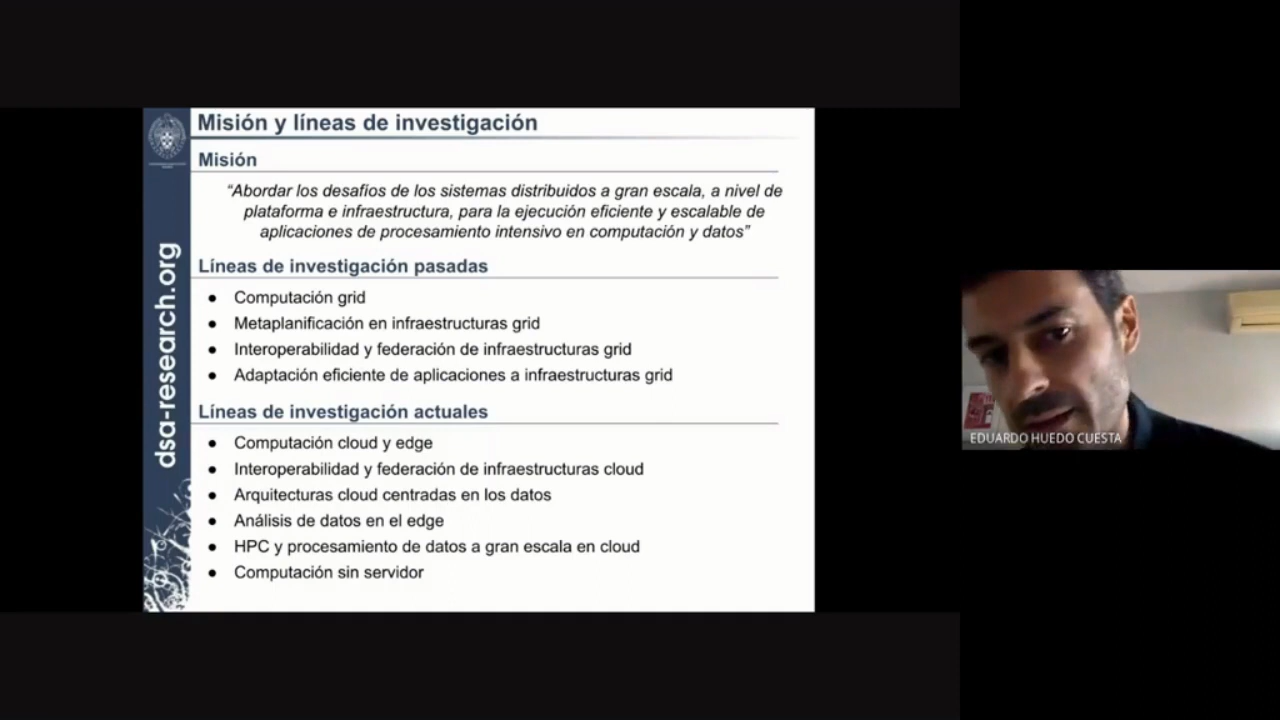 Misión y líneas de investigación
Misión
“Abordar los desafíos de los sistemas distribuidos a gran escala, a nivel de
plataforma e infraestructura, para la ejecución eficiente y escalable de
aplicaciones de procesamiento intensivo en computación y datos”
Líneas de investigación pasadas
● Computación grid
● Metaplanificación en infraestructuras grid
● Interoperabilidad y federación de infraestructuras grid
● Adaptación eficiente de aplicaciones a infraestructuras grid
Líneas de investigación actuales
● Computación cloud y edge
● Interoperabilidad y federación de infraestructuras cloud
● Arquitecturas cloud centradas en los datos
● Análisis de datos en el edge
● HPC y procesamiento de datos a gran escala en cloud
● Computación sin servidor
dsa-research.org
EDUARDO HUEDO CUESTA